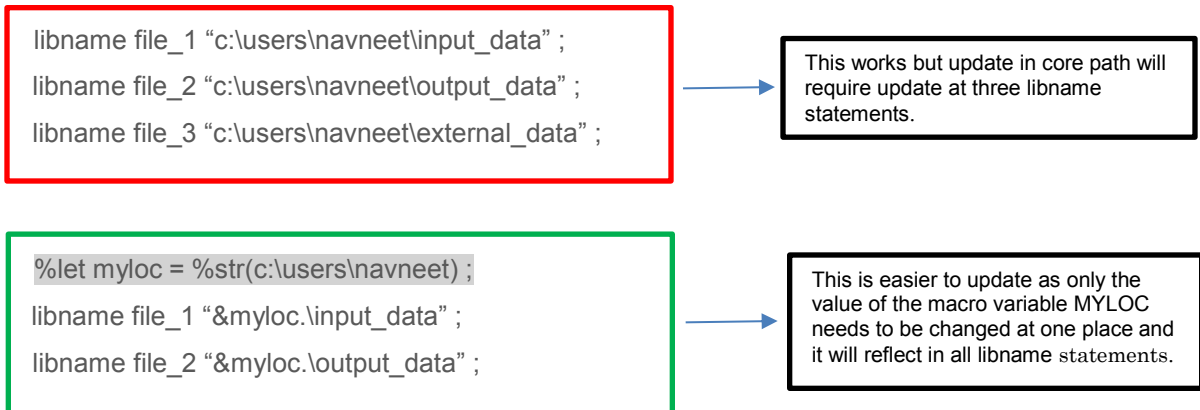 libname file_1 “c:\users\navneet\input_data” ;
libname file_2 “c:\users\navneet\output_data” ;
libname file_3 “c:\users\navneet\external_data” ;
This works but update in core path will
require update at three libname
statements.
%let myloc = %str(c:\users\navneet) ;
libname file_1 “&myloc.\input_data” ;
libname file_2 “&myloc.\output_data” ;
This is easier to update as only the
value of the macro variable MYLOC
needs to be changed at one place and
it will reflect in all libname statements.